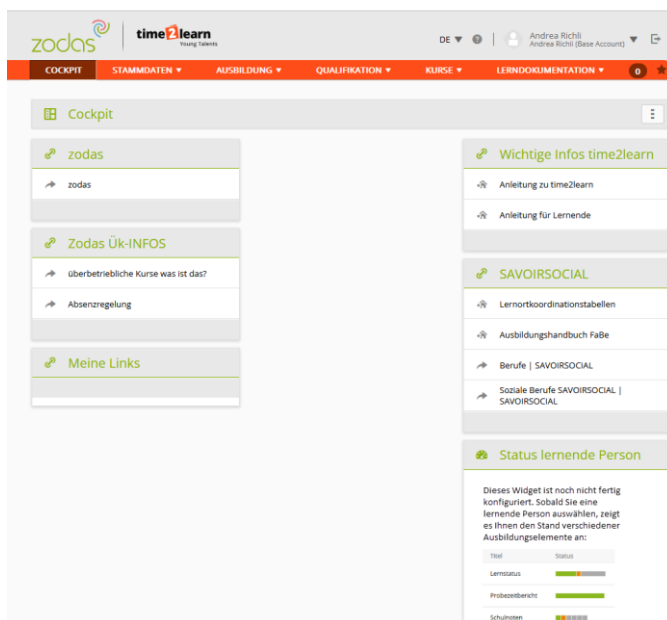 zodas
time2learn
Young Talents
DE
Andrea Richli
Andrea Richli (Base Account)
COCKPIT STAMMDATEN AUSBILDUNG QUALIFIKATION KURSE LERNDOKUMENTATION 0
Cockpit
zodas
zodas
Zodas Ük-INFOS
überbetriebliche Kurse was ist das?
Absenzregelung
Meine Links
Wichtige Infos time2learn
Anleitung zu time2learn
Anleitung für Lernende
SAVOIRSOCIAL
Lernortkoordinationstabellen
Ausbildungshandbuch FaBe
Berufe | SAVOIRSOCIAL
Soziale Berufe SAVOIRSOCIAL |
SAVOIRSOCIAL
Status lernende Person
Dieses Widget ist noch nicht fertig
konfiguriert. Sobald Sie eine
lernende Person auswählen, zeigt
es Ihnen den Stand verschiedener
Ausbildungselemente an:
Titel Status
Lernstatus
Probezeitbericht
Schulnoten